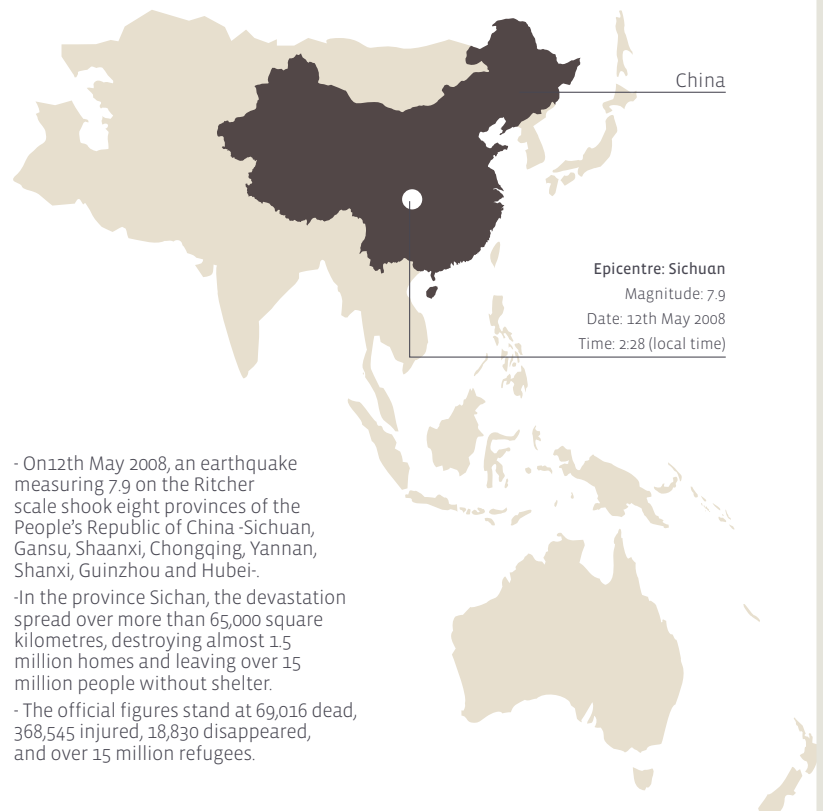 China
Epicentre: Sichuan
Magnitude: 7.9
Date: 12th May 2008
Time: 2:28 (local time)
- On12th May 2008, an earthquake
measuring 7.9 on the Ritcher
scale shook eight provinces of the
People's Republic of China -Sichuan,
Gansu, Shaanxi, Chongqing, Yannan,
Shanxi, Guinzhou and Hubei-.
-In the province Sichan, the devastation
spread over more than 65,000 square
kilometres, destroying almost 1.5
million homes and leaving over 15
million people without shelter.
- The official figures stand at 69,016 dead,
368,545 injured, 18,830 disappeared,
and over 15 million refugees.